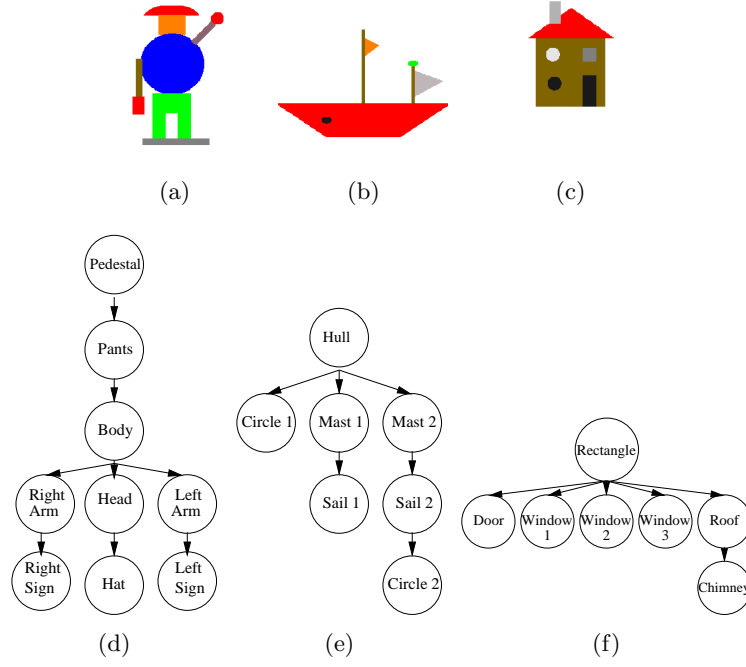 (a)
(b)
(c)
Pedestal
Pants
Body
Right
Arm
Head
Left
Arm
Right
Sign
Hat
Left
Sign
(d)
Hull
Circle 1
Mast 1
Mast 2
Sail 1
Sail 2
Circle 2
(e)
Rectangle
Door
Window
1
Window
2
Window
3
Roof
Chimney
(f)